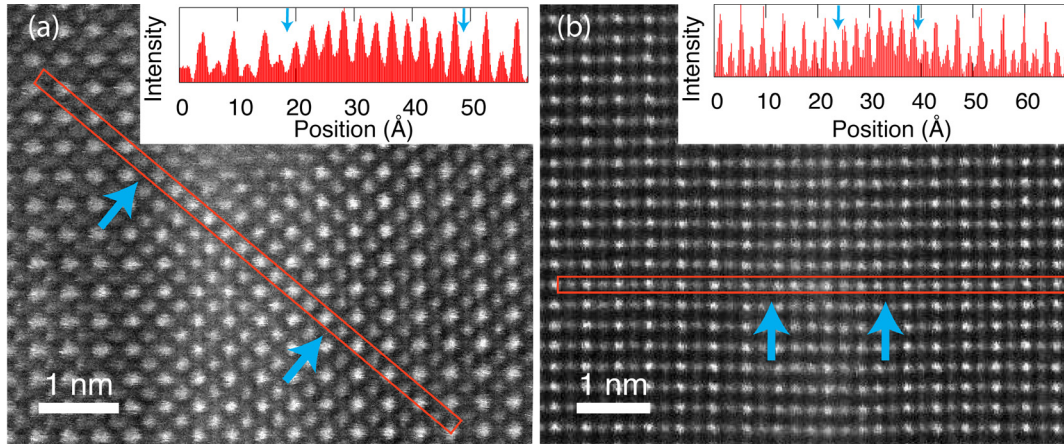 (a)
Intensity
0 10 20 30 40 50
Position (Å)
1 nm
(b)
Intensity
0 10 20 30 40 50 60
Position (Å)
1 nm